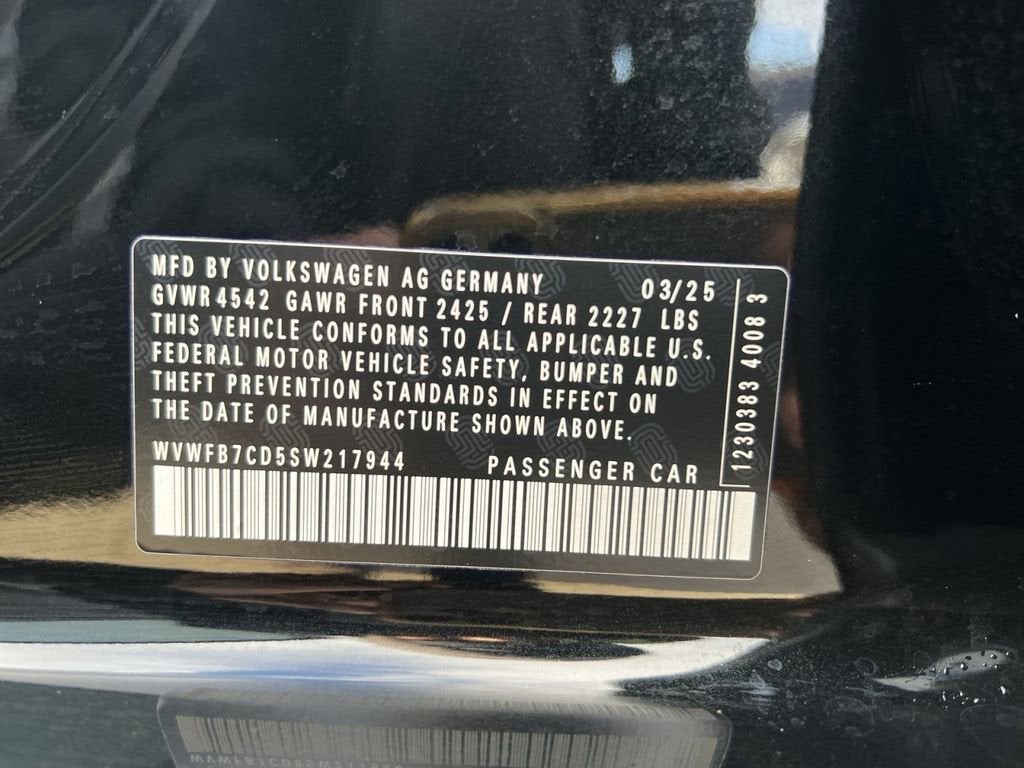 MFD BY VOLKSWAGEN AG GERMANY 03/25
GVWR 4542 GAWR FRONT 2425 / REAR 2227 LBS
THIS VEHICLE CONFORMS TO ALL APPLICABLE U.S.
FEDERAL MOTOR VEHICLE SAFETY, BUMPER AND
THEFT PREVENTION STANDARDS IN EFFECT ON
THE DATE OF MANUFACTURE SHOWN ABOVE.
WVWFB7CD5SW217944 PASSENGER CAR
1230383 40083